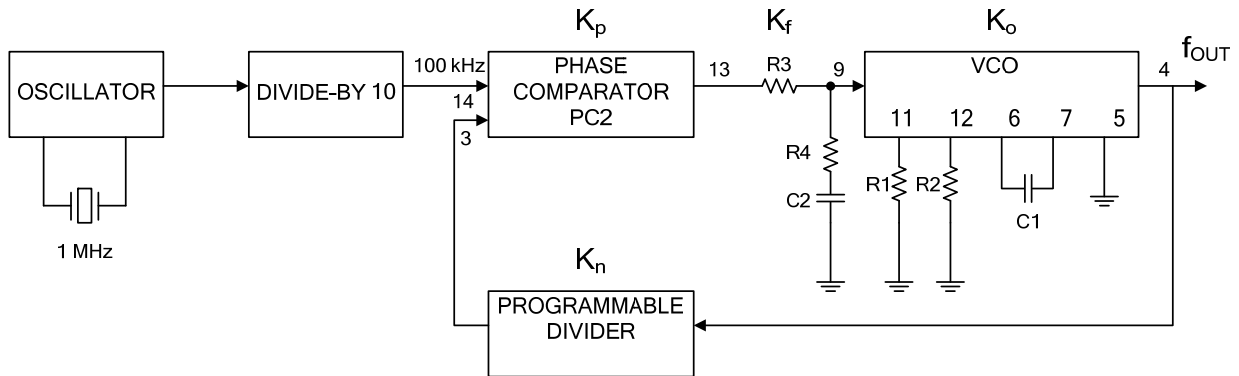 Kp
Kf
Ko
OSCILLATOR
DIVIDE-BY 10
100 kHz
14
3
PHASE
COMPARATOR
PC2
13
R3
9
VCO
4
fOUT
11
12
6
7
5
R4
C2
R1
R2
C1
1 MHz
Kn
PROGRAMMABLE
DIVIDER